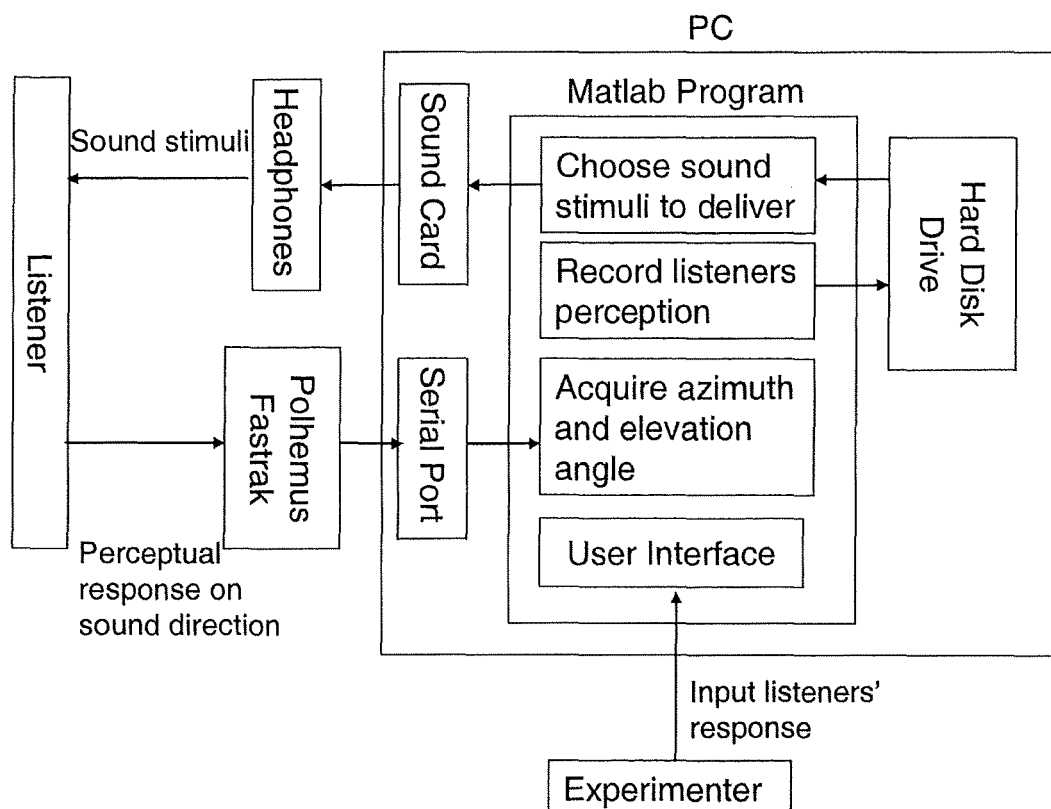 PC
Matlab Program
Sound stimuli
Headphones
Sound Card
Choose sound
stimuli to deliver
Hard Disk
Drive
Listener
Record listeners
perception
Polhemus
Fastrak
Serial Port
Acquire azimuth
and elevation
angle
User Interface
Perceptual
response on
sound direction
Input listeners'
response
Experimenter